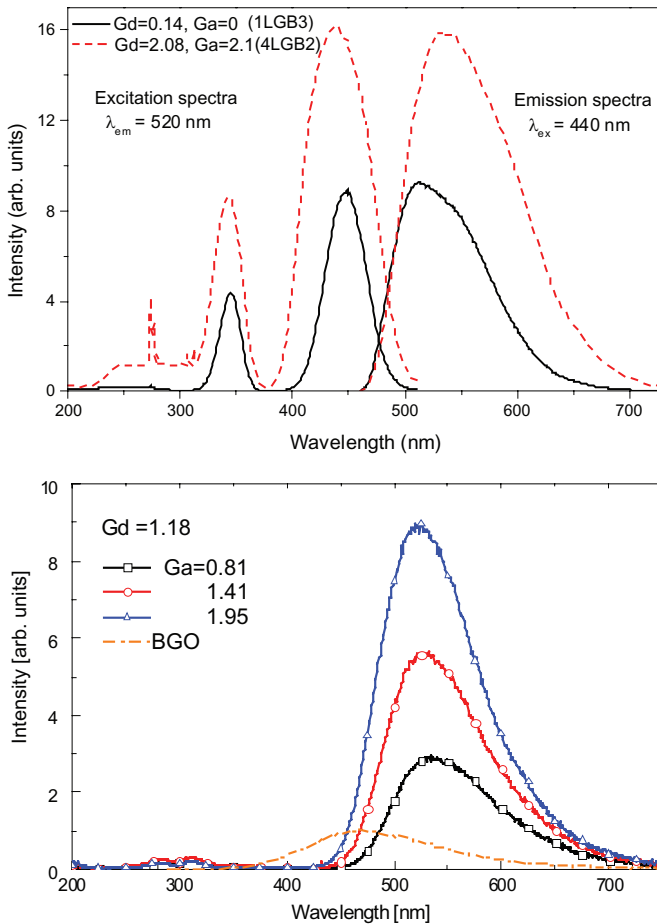 16
12
8
4
0
Intensity (arb. units)
Gd=0.14, Ga=0 (1LGB3)
Gd=2.08, Ga=2.1(4LGB2)
Excitation spectra
λem = 520 nm
Emission spectra
λex = 440 nm
200 300 400 500 600 700
Wavelength (nm)
10
8
6
4
2
0
Intensity [arb. units]
Gd =1.18
Ga=0.81
1.41
1.95
BGO
200 300 400 500 600 700
Wavelength [nm]